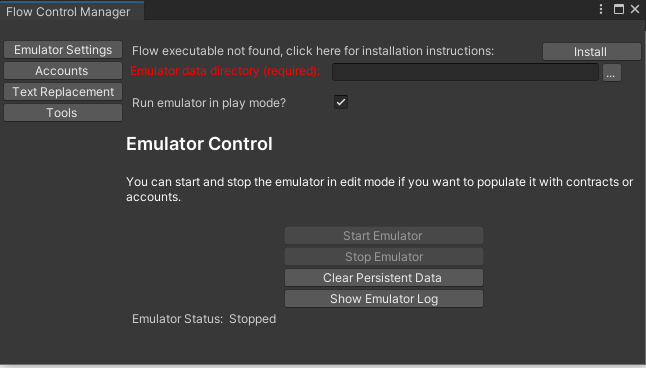 Flow Control Manager
Emulator Settings
Accounts
Text Replacement
Tools
Flow executable not found, click here for installation instructions:
Install
Emulator data directory (required):
...
Run emulator in play mode?
Emulator Control
You can start and stop the emulator in edit mode if you want to populate it with contracts or
accounts.
Start Emulator
Stop Emulator
Clear Persistent Data
Show Emulator Log
Emulator Status: Stopped